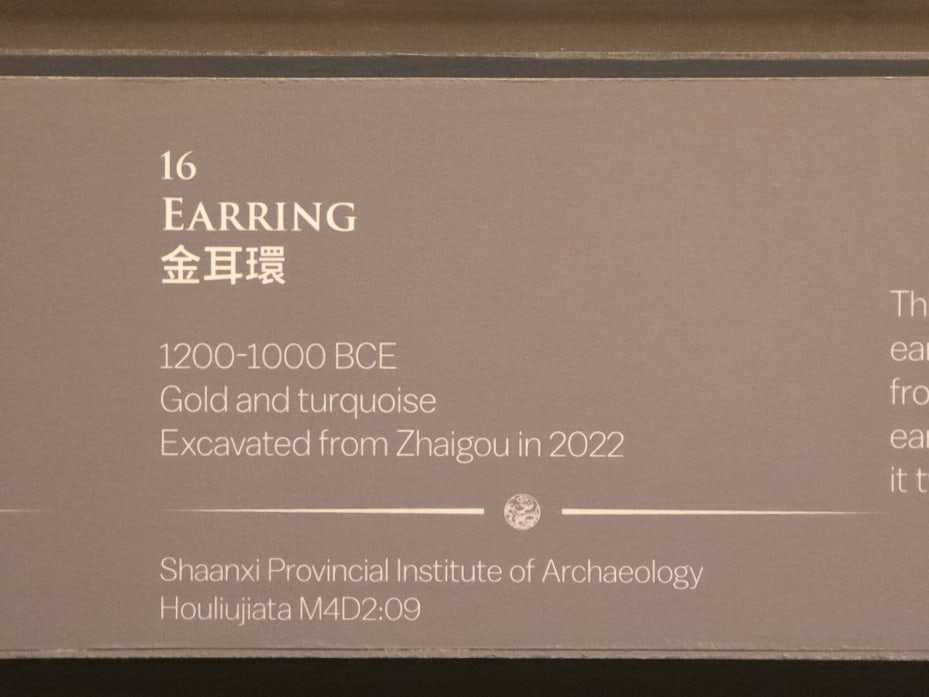 16
EARRING
金耳環
1200-1000 BCE
Gold and turquoise
Excavated from Zhaigou in 2022
Shaanxi Provincial Institute of Archaeology
Houliujiata M4D2:09